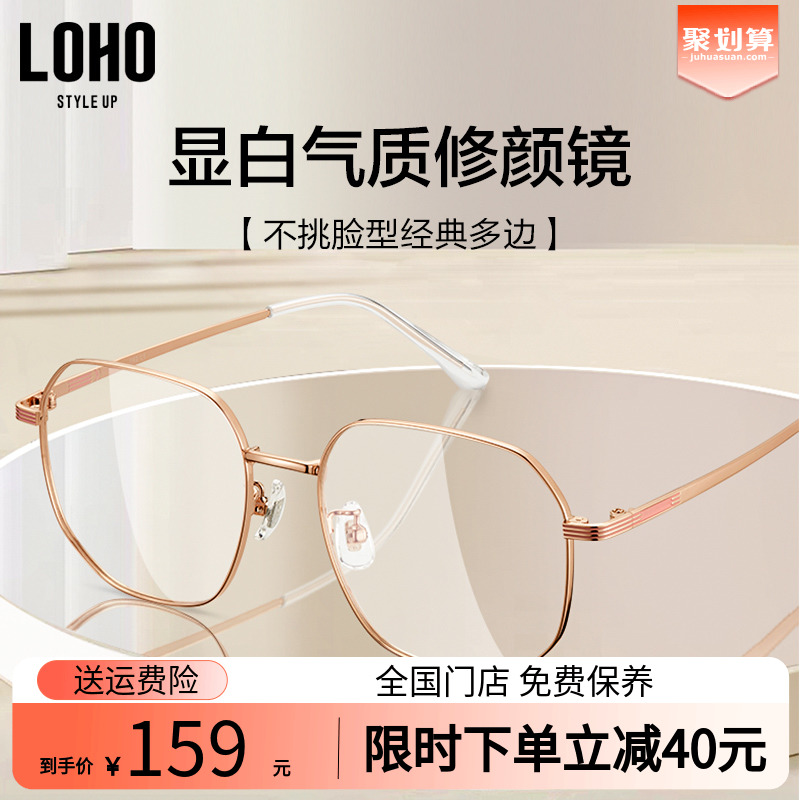 LOHO
STYLE UP
聚划算
juhuasuan.com
显白气质修颜镜
【不挑脸型经典多边】
送运费险
全国门店 免费保养
到手价 ¥159 元
限时下单立减40元